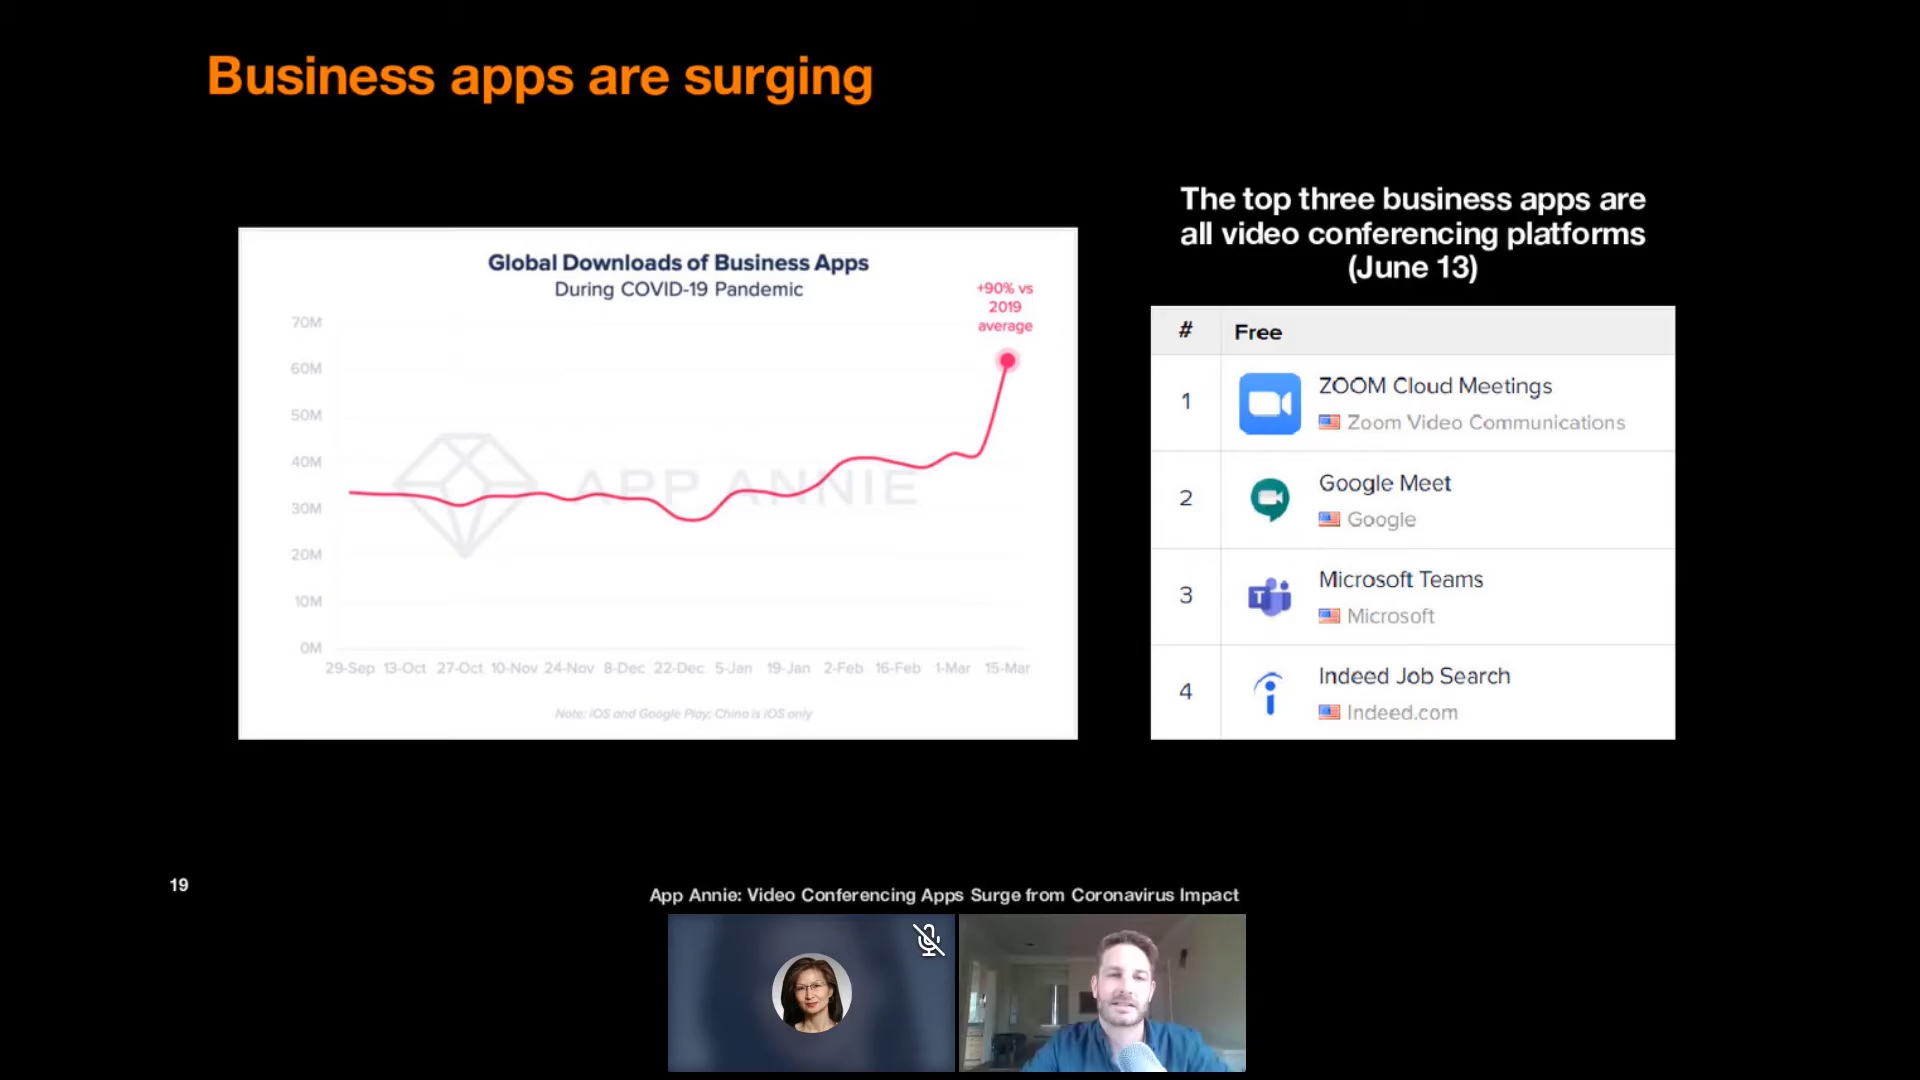 Business apps are surging
Global Downloads of Business Apps
During COVID-19 Pandemic
+90% vs
2019
average
70M
60M
50M
40M
30M
20M
10M
0M
APP ANNIE
29-Sep 13-Oct 27-Oct 10-Nov 24-Nov 8-Dec 22-Dec 5-Jan 19-Jan 2-Feb 16-Feb 1-Mar 15-Mar
Note: iOS and Google Play; China is iOS only
The top three business apps are
all video conferencing platforms
(June 13)
# Free
1 ZOOM Cloud Meetings
Zoom Video Communications
2 Google Meet
Google
3 Microsoft Teams
Microsoft
T
4 Indeed Job Search
Indeed.com
19
App Annie: Video Conferencing Apps Surge from Coronavirus Impact